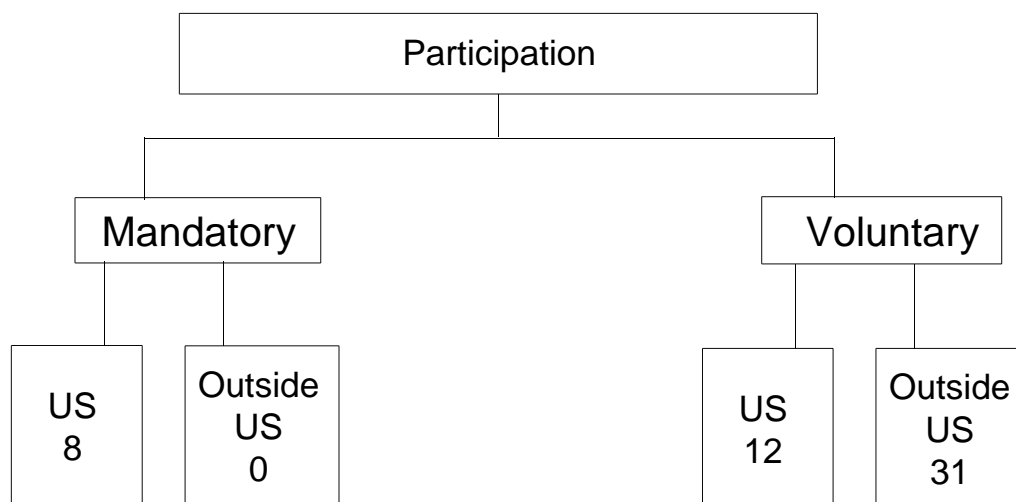 Participation
Mandatory
Voluntary
US
8
Outside
US
0
US
12
Outside
US
31